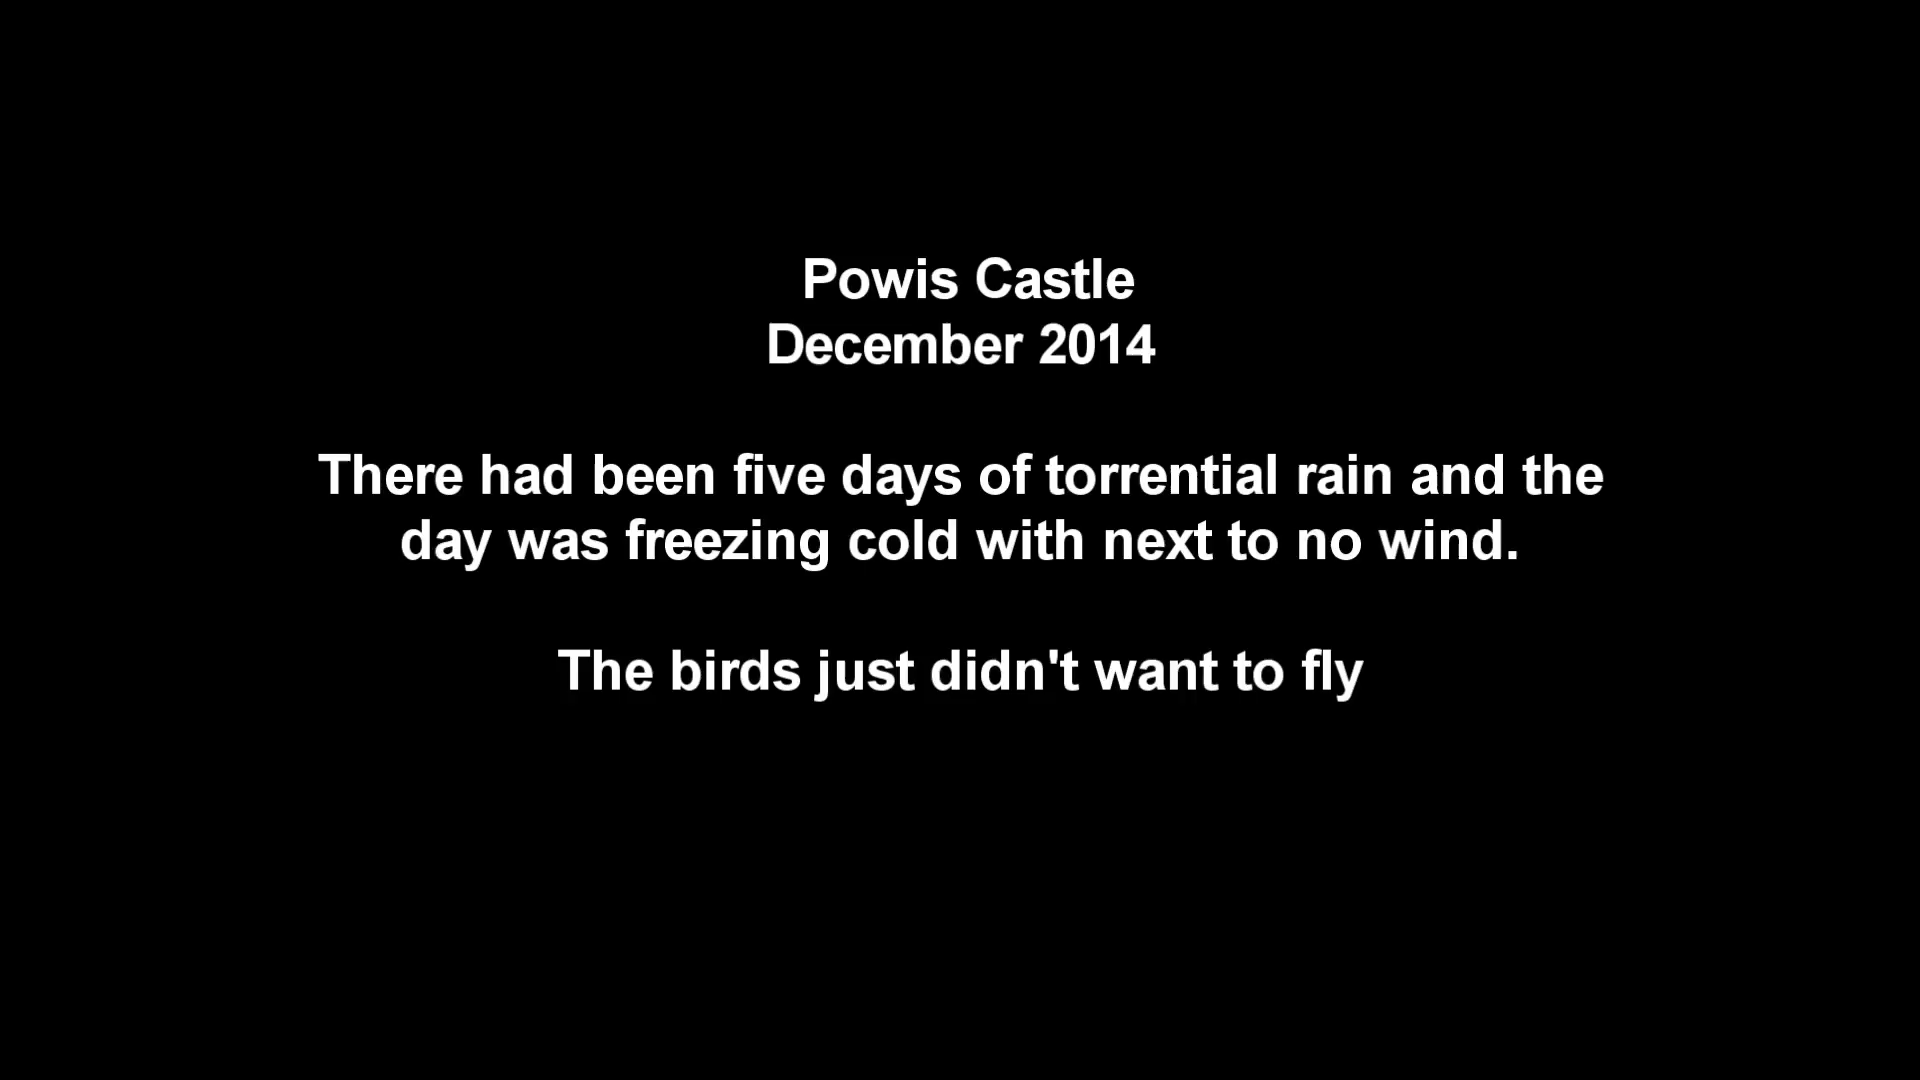 Powis Castle
December 2014
There had been five days of torrential rain and the
day was freezing cold with next to no wind.
The birds just didn't want to fly